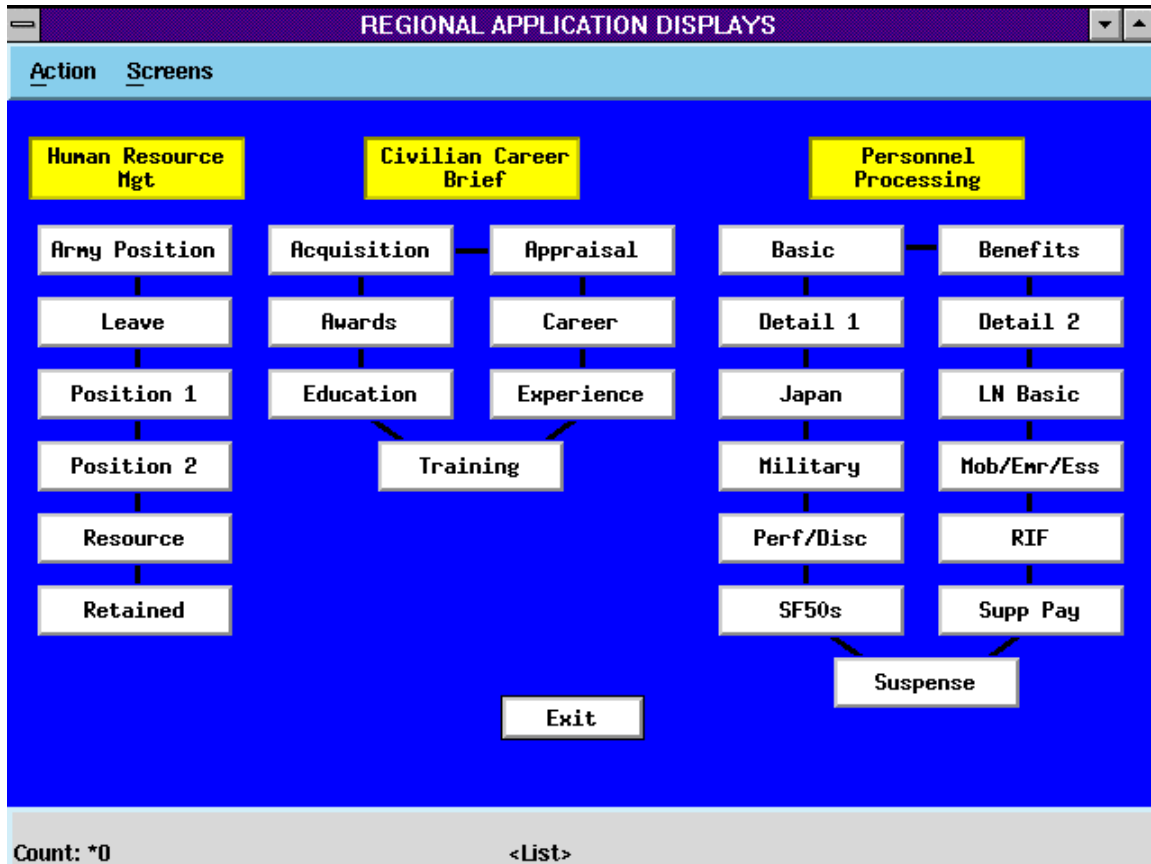 REGIONAL APPLICATION DISPLAYS
Action Screens
Human Resource
Mgt
Civilian Career
Brief
Personnel
Processing
Army Position
Acquisition
Appraisal
Basic
Benefits
Leave
Awards
Career
Detail 1
Detail 2
Position 1
Education
Experience
Japan
LN Basic
Position 2
Training
Military
Mob/Emr/Ess
Resource
Perf/Disc
RIF
Retained
SF50s
Supp Pay
Suspense
Exit
Count: *0
<List>